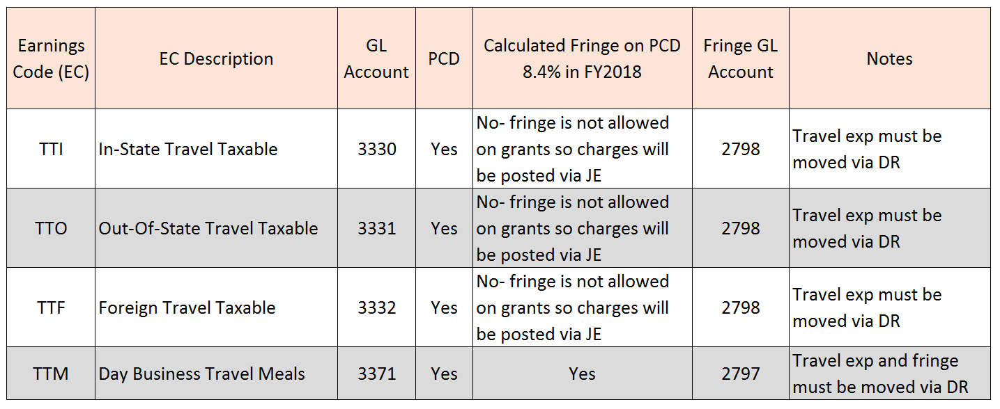 Earnings
Code (EC)
EC Description
GL
Account
PCD
Calculated Fringe on PCD
8.4% in FY2018
Fringe GL
Account
Notes
TTI
In-State Travel Taxable
3330
Yes
No- fringe is not allowed
on grants so charges will
be posted via JE
2798
Travel exp must be
moved via DR
TTO
Out-Of-State Travel Taxable
3331
Yes
No- fringe is not allowed
on grants so charges will
be posted via JE
2798
Travel exp must be
moved via DR
TTF
Foreign Travel Taxable
3332
Yes
No- fringe is not allowed
on grants so charges will
be posted via JE
2798
Travel exp must be
moved via DR
TTM
Day Business Travel Meals
3371
Yes
Yes
2797
Travel exp and fringe
must be moved via DR